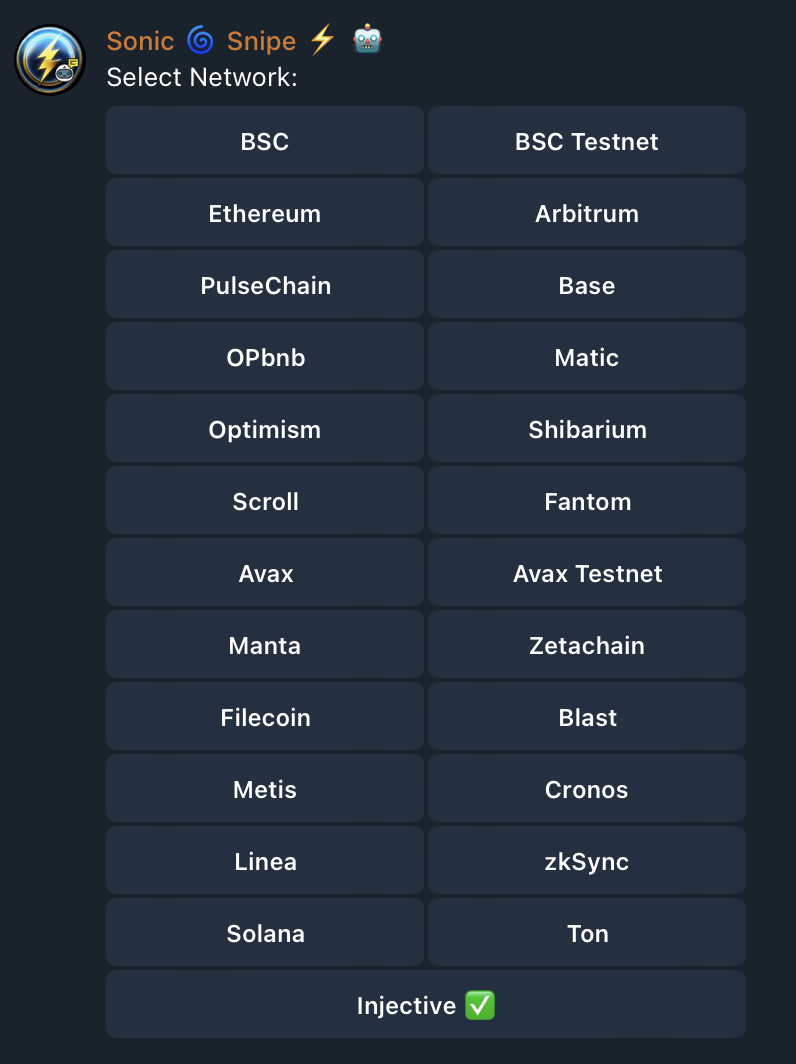 Sonic 🌀 Snipe ⚡ 🤖
Select Network:
BSC
BSC Testnet
Ethereum
Arbitrum
PulseChain
Base
OPbnb
Matic
Optimism
Shibarium
Scroll
Fantom
Avax
Avax Testnet
Manta
Zetachain
Filecoin
Blast
Metis
Cronos
Linea
zkSync
Solana
Ton
Injective ✅